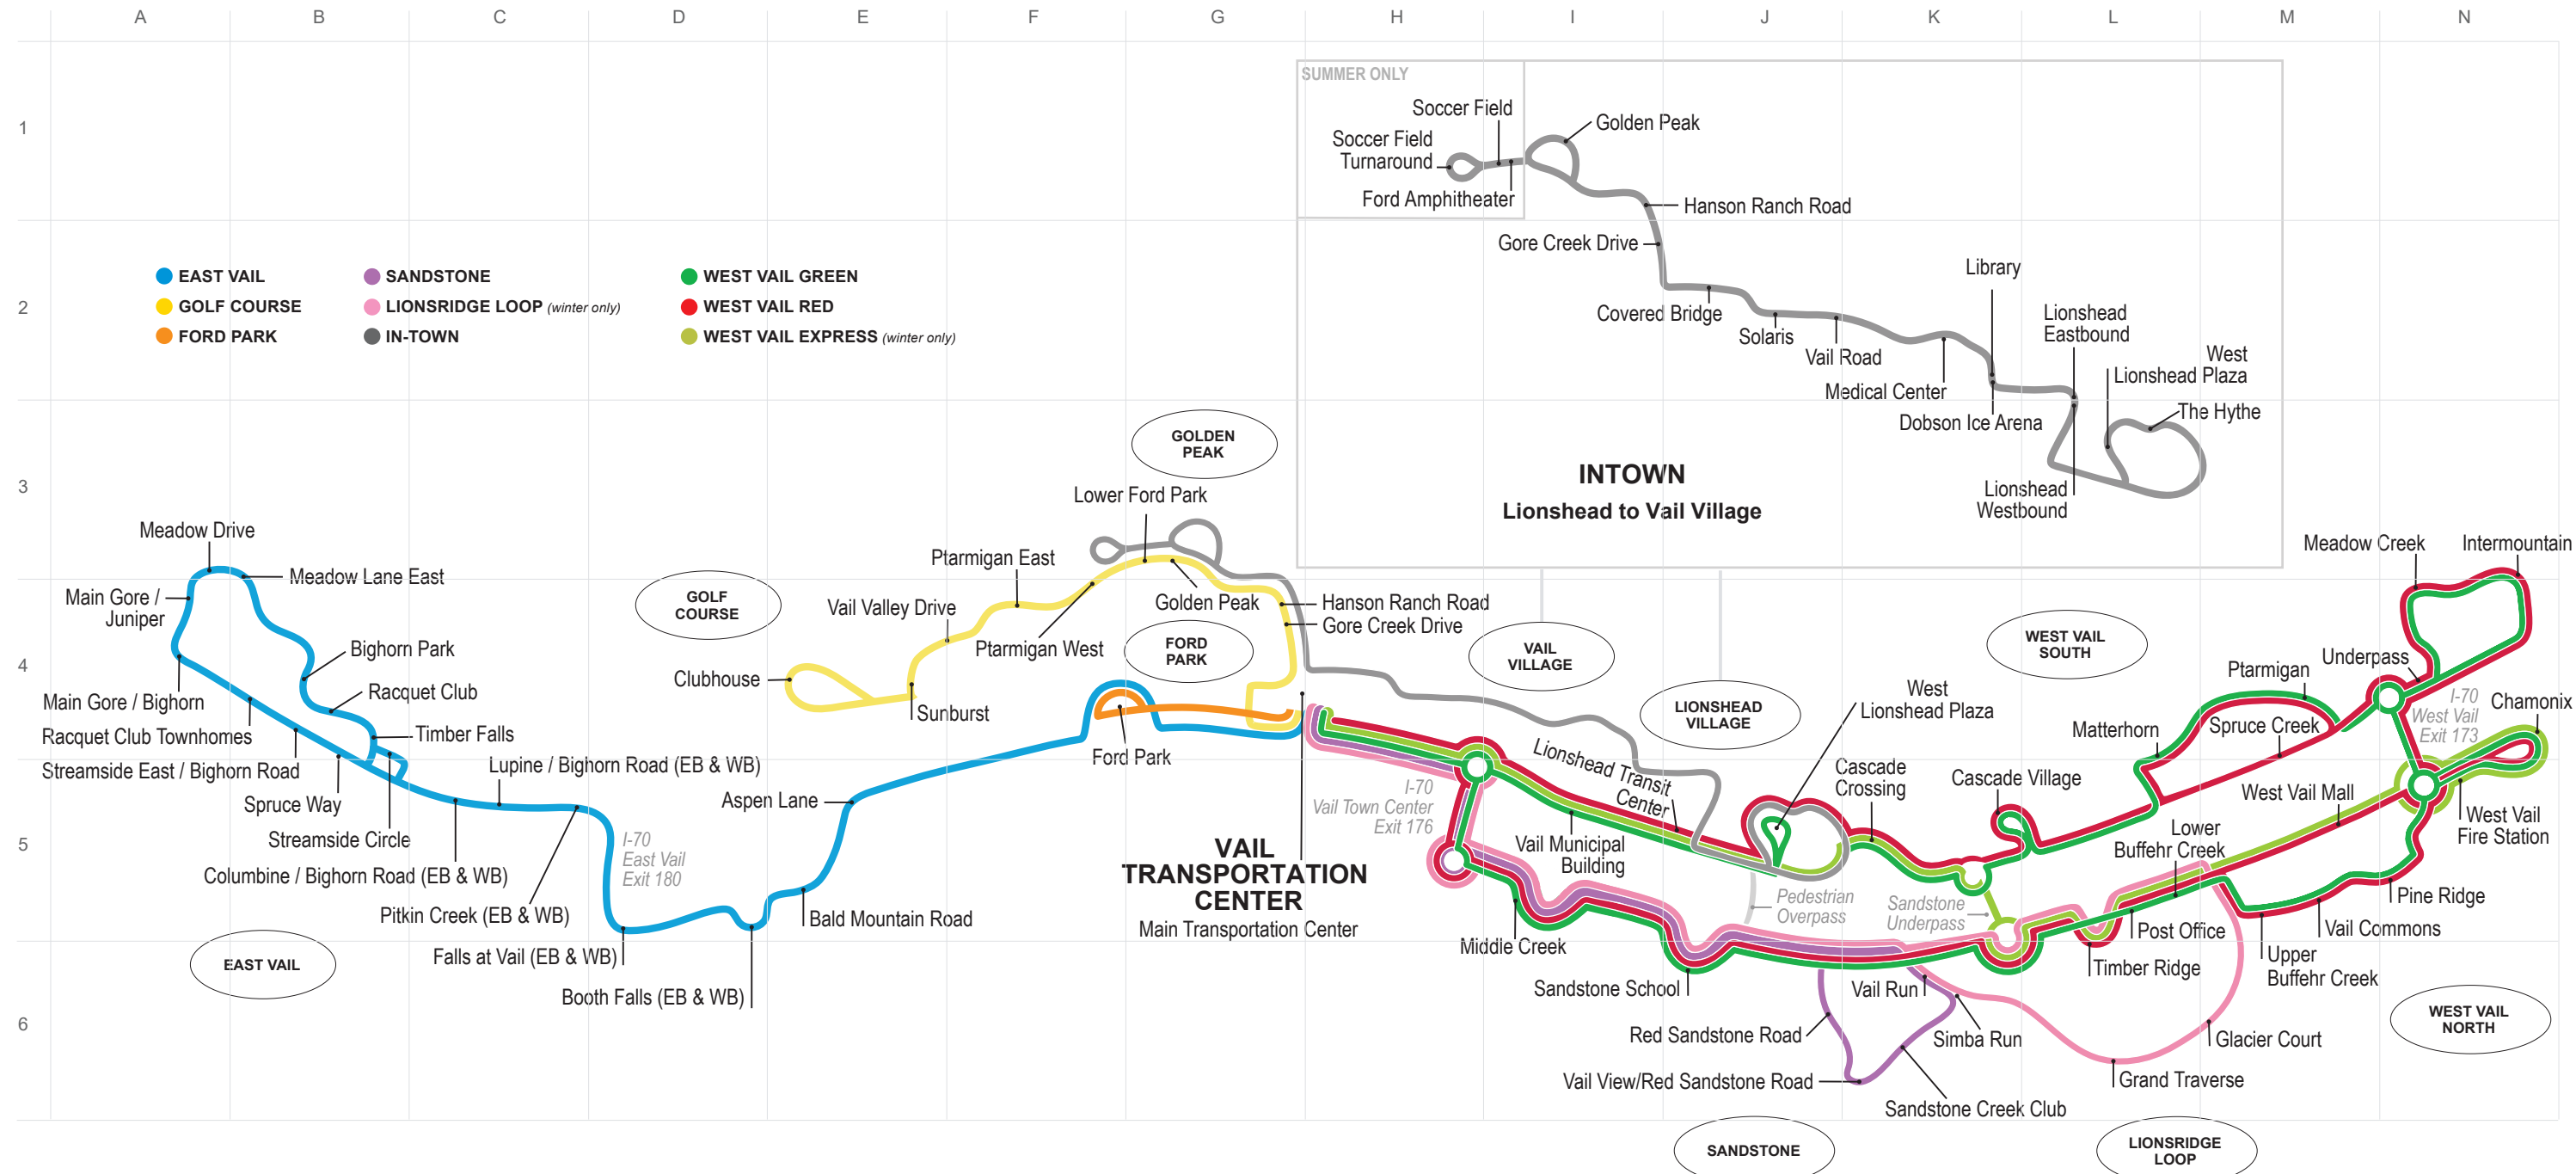 A B C D E F G H I J K L M N
1
2
3
4
5
6
SUMMER ONLY
Soccer Field
Soccer Field
Turnaround
Ford Amphitheater
Golden Peak
Hanson Ranch Road
Gore Creek Drive
Covered Bridge
Solaris
Vail Road
Medical Center
Library
Dobson Ice Arena
Lionshead
Eastbound
West
Lionshead Plaza
The Hythe
Lionshead
Westbound
INTOWN
Lionshead to Vail Village
EAST VAIL
GOLF COURSE
FORD PARK
SANDSTONE
LIONSRIDGE LOOP (winter only)
IN-TOWN
WEST VAIL GREEN
WEST VAIL RED
WEST VAIL EXPRESS (winter only)
GOLDEN
PEAK
Lower Ford Park
Ptarmigan East
Vail Valley Drive
Ptarmigan West
Golden Peak
Hanson Ranch Road
Gore Creek Drive
GOLF
COURSE
FORD
PARK
Clubhouse
Sunburst
Ford Park
Meadow Drive
Meadow Lane East
Main Gore /
Juniper
Bighorn Park
Racquet Club
Main Gore / Bighorn
Racquet Club Townhomes
Timber Falls
Streamside East / Bighorn Road
Spruce Way
Streamside Circle
Lupine / Bighorn Road (EB & WB)
Columbine / Bighorn Road (EB & WB)
Pitkin Creek (EB & WB)
I-70
East Vail
Exit 180
Falls at Vail (EB & WB)
Booth Falls (EB & WB)
Aspen Lane
Bald Mountain Road
EAST VAIL
VAIL
TRANSPORTATION
CENTER
Main Transportation Center
VAIL
VILLAGE
LIONSHEAD
VILLAGE
I-70
Vail Town Center
Exit 176
Lionshead Transit
Center
Vail Municipal
Building
Middle Creek
Sandstone School
West
Lionshead Plaza
Cascade
Crossing
Cascade Village
Pedestrian
Overpass
Sandstone
Underpass
Red Sandstone Road
Vail View/Red Sandstone Road
Vail Run
Simba Run
Sandstone Creek Club
SANDSTONE
WEST VAIL
SOUTH
Meadow Creek
Intermountain
Underpass
Ptarmigan
Matterhorn
Spruce Creek
I-70
West Vail
Exit 173
Chamonix
West Vail Mall
West Vail
Fire Station
Lower
Buffehr Creek
Pine Ridge
Vail Commons
Post Office
Timber Ridge
Upper
Buffehr Creek
Glacier Court
Grand Traverse
WEST VAIL
NORTH
LIONSRIDGE
LOOP